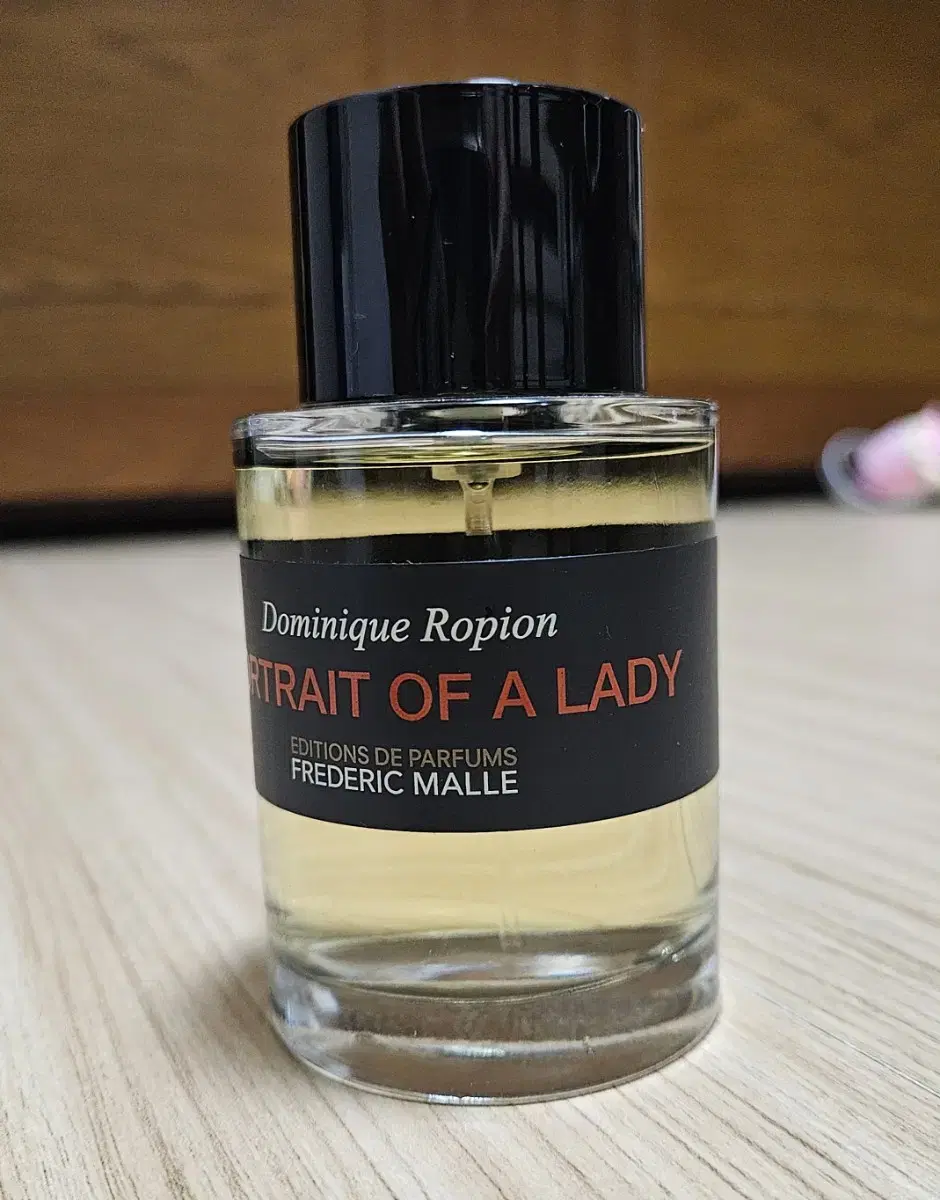 Dominique Ropion
RTRAIT OF A LADY
EDITIONS DE PARFUMS
FREDERIC MALLE